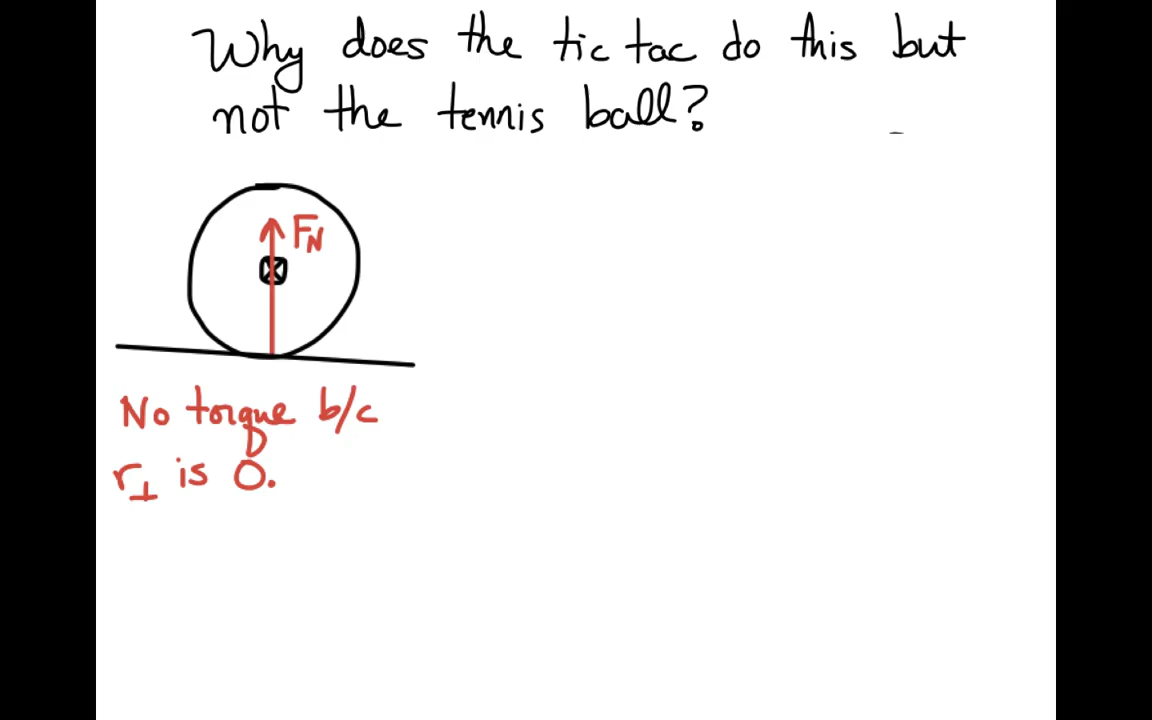 Why does the tic tac do this but
not the tennis ball?
FN
No torque b/c
r⊥ is 0.